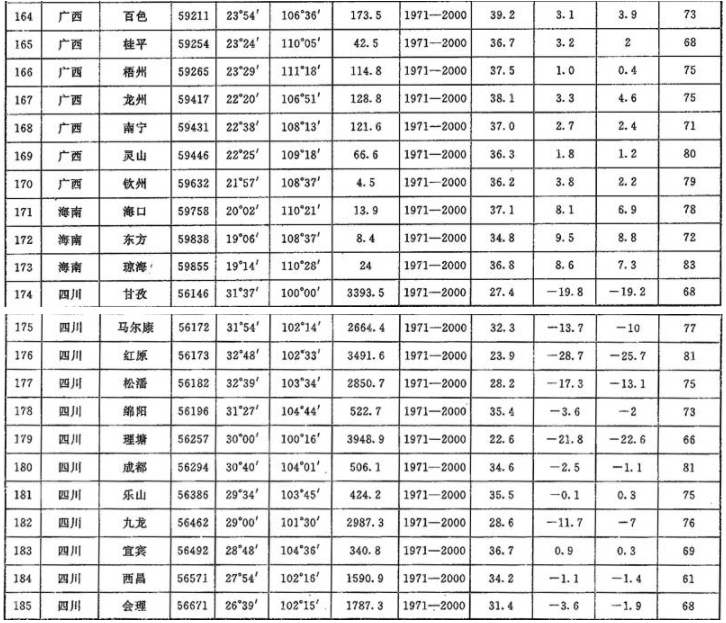 164 广西 百色 59211 23°54′ 106°36′ 173.5 1971—2000 39.2 3.1 3.9 73
165 广西 桂平 59254 23°24′ 110°05′ 42.5 1971—2000 36.7 3.2 2 68
166 广西 梧州 59265 23°29′ 111°18′ 114.8 1971—2000 37.5 1.0 0.4 75
167 广西 龙州 59417 22°20′ 106°51′ 128.8 1971—2000 38.1 3.3 4.6 75
168 广西 南宁 59431 22°38′ 108°13′ 121.6 1971—2000 37.0 2.7 2.4 71
169 广西 灵山 59446 22°25′ 109°18′ 66.6 1971—2000 36.3 1.8 1.2 80
170 广西 钦州 59632 21°57′ 108°37′ 4.5 1971—2000 36.2 3.8 2.2 79
171 海南 海口 59758 20°02′ 110°21′ 13.9 1971—2000 37.1 8.1 6.9 78
172 海南 东方 59838 19°06′ 108°37′ 8.4 1971—2000 34.8 9.5 8.8 72
173 海南 琼海 59855 19°14′ 110°28′ 24 1971—2000 36.8 8.6 7.3 83
174 四川 甘孜 56146 31°37′ 100°00′ 3393.5 1971—2000 27.4 -19.8 -19.2 68
175 四川 马尔康 56172 31°54′ 102°14′ 2664.4 1971—2000 32.3 -13.7 -10 77
176 四川 红原 56173 32°48′ 102°33′ 3491.6 1971—2000 23.9 -28.7 -25.7 81
177 四川 松潘 56182 32°39′ 103°34′ 2850.7 1971—2000 28.2 -17.3 -13.1 75
178 四川 绵阳 56196 31°27′ 104°44′ 522.7 1971—2000 35.4 -3.6 -2 73
179 四川 理塘 56257 30°00′ 100°16′ 3948.9 1971—2000 22.6 -21.8 -22.6 66
180 四川 成都 56294 30°40′ 104°01′ 506.1 1971—2000 34.6 -2.5 -1.1 81
181 四川 乐山 56386 29°34′ 103°45′ 424.2 1971—2000 35.5 -0.1 0.3 75
182 四川 九龙 56462 29°00′ 101°30′ 2987.3 1971—2000 28.6 -11.7 -7 76
183 四川 宜宾 56492 28°48′ 104°36′ 340.8 1971—2000 36.7 0.9 0.3 69
184 四川 西昌 56571 27°54′ 102°16′ 1590.9 1971—2000 34.2 -1.1 -1.4 61
185 四川 会理 56671 26°39′ 102°15′ 1787.3 1971—2000 31.4 -3.6 -1.9 68